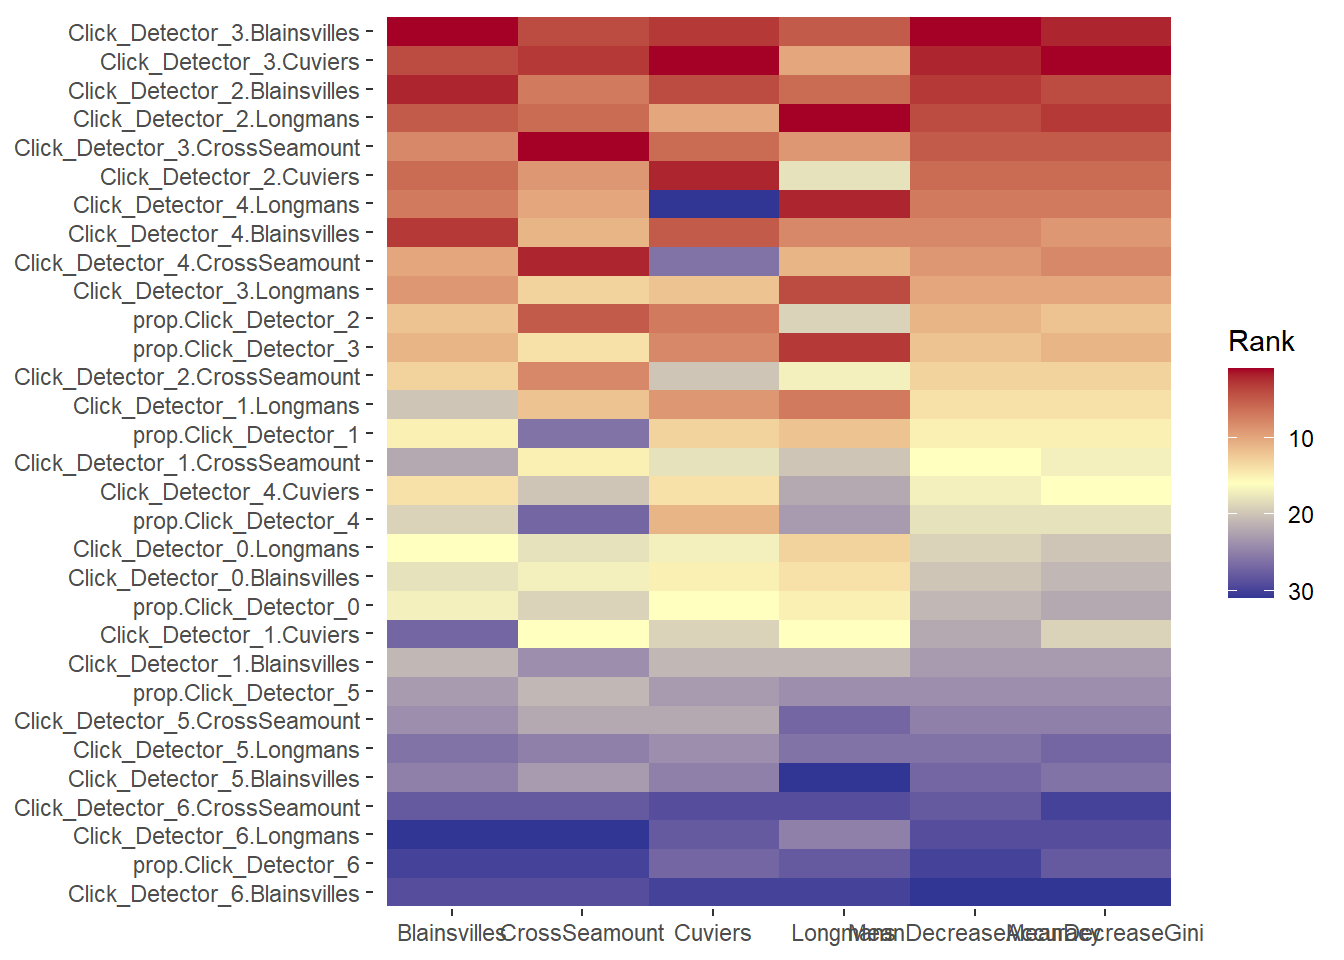 Click_Detector_3.Blainsvilles
Click_Detector_3.Cuviers
Click_Detector_2.Blainsvilles
Click_Detector_2.Longmans
Click_Detector_3.CrossSeamount
Click_Detector_2.Cuviers
Click_Detector_4.Longmans
Click_Detector_4.Blainsvilles
Click_Detector_4.CrossSeamount
Click_Detector_3.Longmans
prop.Click_Detector_2
prop.Click_Detector_3
Click_Detector_2.CrossSeamount
Click_Detector_1.Longmans
prop.Click_Detector_1
Click_Detector_1.CrossSeamount
Click_Detector_4.Cuviers
prop.Click_Detector_4
Click_Detector_0.Longmans
Click_Detector_0.Blainsvilles
prop.Click_Detector_0
Click_Detector_1.Cuviers
Click_Detector_1.Blainsvilles
prop.Click_Detector_5
Click_Detector_5.CrossSeamount
Click_Detector_5.Longmans
Click_Detector_5.Blainsvilles
Click_Detector_6.CrossSeamount
Click_Detector_6.Longmans
prop.Click_Detector_6
Click_Detector_6.Blainsvilles
Blainsvilles CrossSeamount Cuviers Longmans MeanDecreaseAccuracy MeanDecreaseGini
Rank
10
20
30